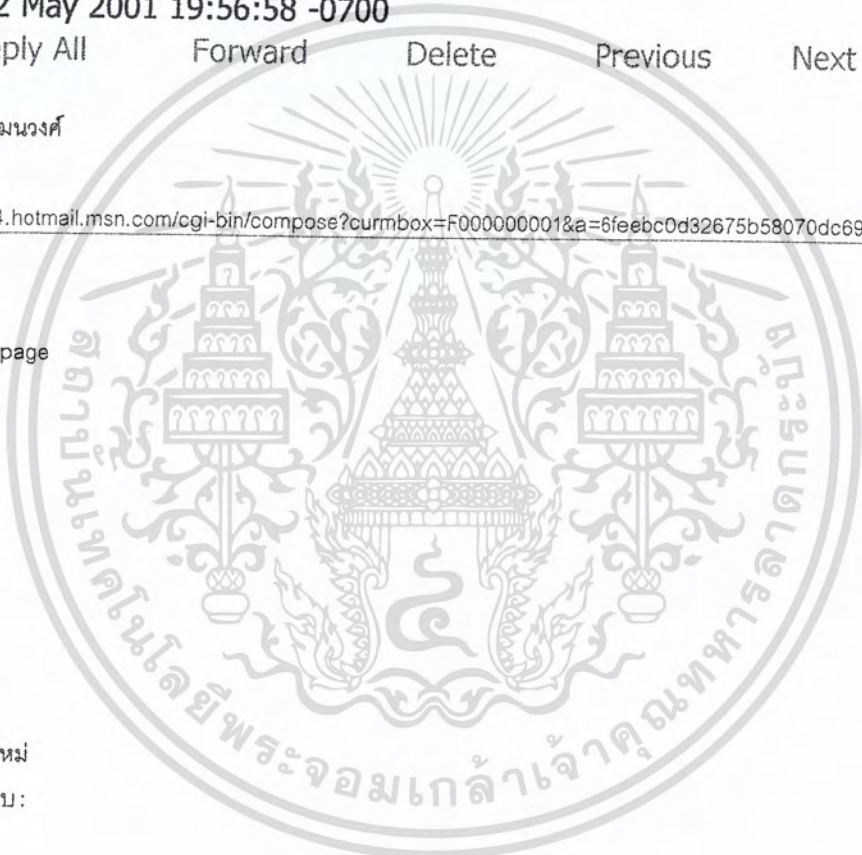 2 May 2001 19:56:58 -0700
ply All Forward Delete Previous Next
มนวงศ์
4.hotmail.msn.com/cgi-bin/compose?curmbox=F000000001&a=6feebc0d32675b58070dc69
page
สถาบันเทคโนโลยีพระจอมเกล้าเจ้าคุณทหารลาดกระบัง
หม่
บ: